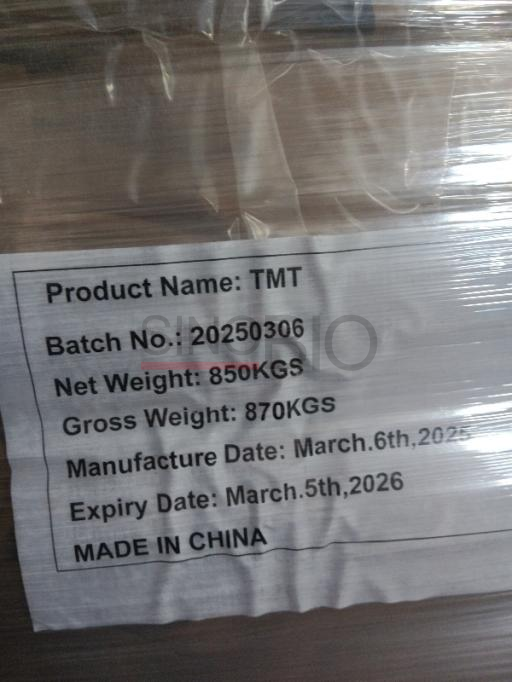 Product Name: TMT
Batch No.: 20250306
SINOBIO
Net Weight: 850KGS
Gross Weight: 870KGS
Manufacture Date: March.6th,2025
Expiry Date: March.5th,2026
MADE IN CHINA